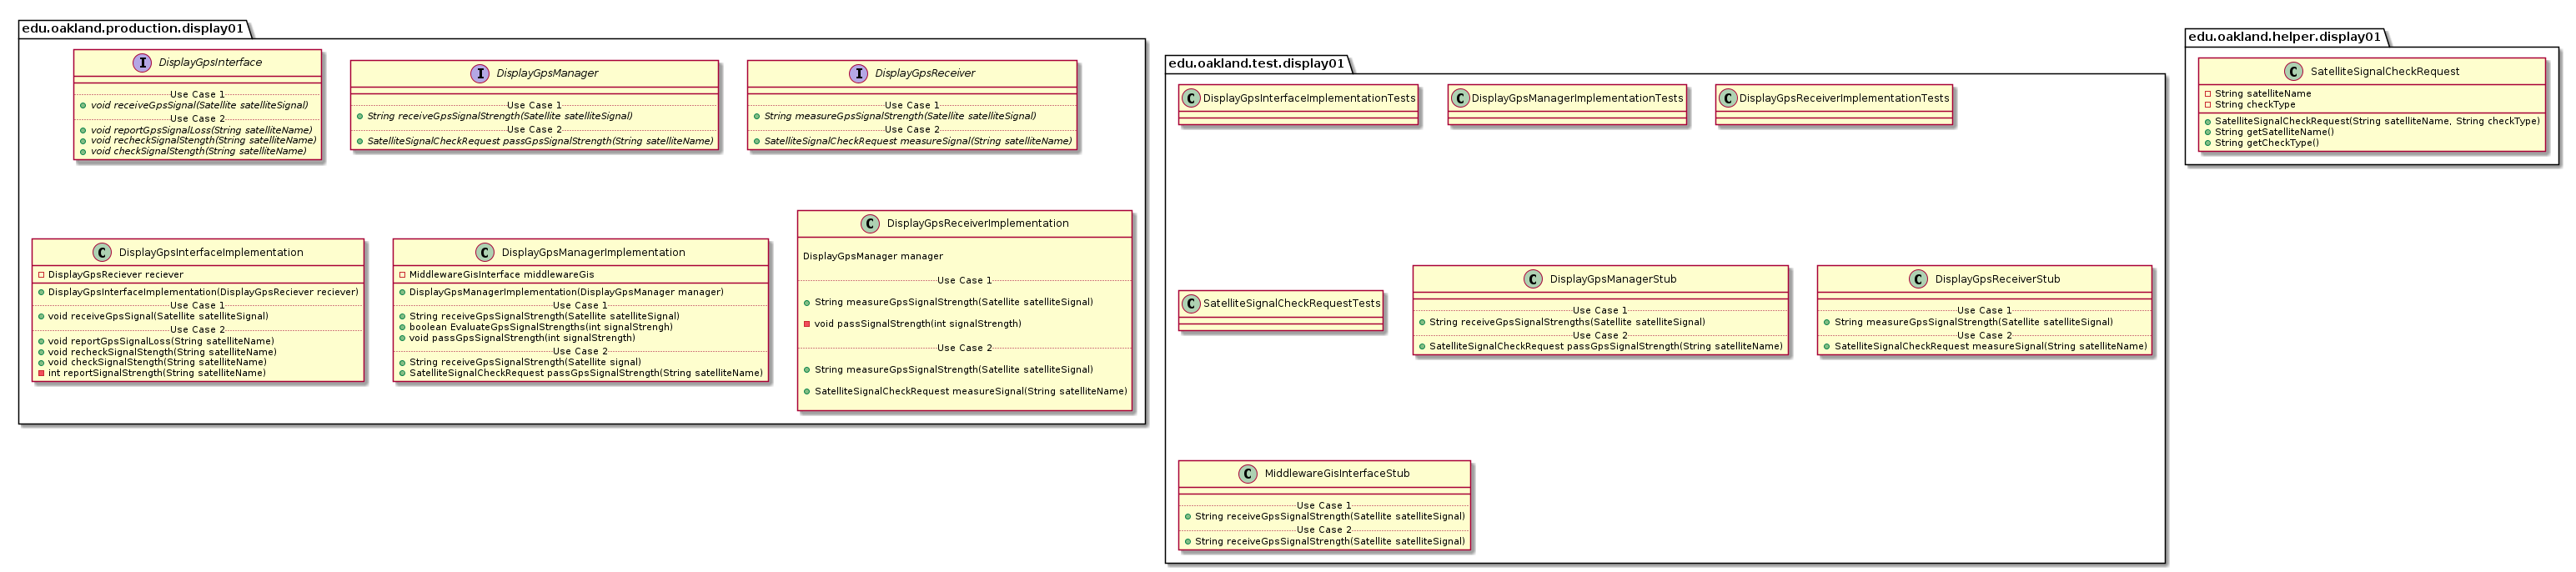 edu.oakland.production.display01
I DisplayGpsInterface
Use Case 1
void receiveGpsSignal(Satellite satelliteSignal)
Use Case 2
void reportGpsSignalLoss(String satelliteName)
void recheckSignalStength(String satelliteName)
void checkSignalStength(String satelliteName)
I DisplayGpsManager
Use Case 1
String receiveGpsSignalStrength(Satellite satelliteSignal)
Use Case 2
SatelliteSignalCheckRequest passGpsSignalStrength(String satelliteName)
I DisplayGpsReceiver
Use Case 1
String measureGpsSignalStrength(Satellite satelliteSignal)
Use Case 2
SatelliteSignalCheckRequest measureSignal(String satelliteName)
C DisplayGpsInterfaceImplementation
DisplayGpsReciever reciever
DisplayGpsInterfaceImplementation(DisplayGpsReciever reciever)
Use Case 1
void receiveGpsSignal(Satellite satelliteSignal)
Use Case 2
void reportGpsSignalLoss(String satelliteName)
void recheckSignalStength(String satelliteName)
void checkSignalStength(String satelliteName)
int reportSignalStrength(String satelliteName)
C DisplayGpsManagerImplementation
MiddlewareGisInterface middlewareGis
DisplayGpsManagerImplementation(DisplayGpsManager manager)
Use Case 1
String receiveGpsSignalStrength(Satellite satelliteSignal)
boolean EvaluateGpsSignalStrengths(int signalStrengh)
void passGpsSignalStrength(int signalStrength)
Use Case 2
String receiveGpsSignalStrength(Satellite signal)
SatelliteSignalCheckRequest passGpsSignalStrength(String satelliteName)
C DisplayGpsReceiverImplementation
DisplayGpsManager manager
Use Case 1
String measureGpsSignalStrength(Satellite satelliteSignal)
void passSignalStrength(int signalStrength)
Use Case 2
String measureGpsSignalStrength(Satellite satelliteSignal)
SatelliteSignalCheckRequest measureSignal(String satelliteName)
edu.oakland.test.display01
C DisplayGpsInterfaceImplementationTests
C DisplayGpsManagerImplementationTests
C DisplayGpsReceiverImplementationTests
C SatelliteSignalCheckRequestTests
C DisplayGpsManagerStub
Use Case 1
String receiveGpsSignalStrengths(Satellite satelliteSignal)
Use Case 2
SatelliteSignalCheckRequest passGpsSignalStrength(String satelliteName)
C DisplayGpsReceiverStub
Use Case 1
String measureGpsSignalStrength(Satellite satelliteSignal)
Use Case 2
SatelliteSignalCheckRequest measureSignal(String satelliteName)
C MiddlewareGisInterfaceStub
Use Case 1
String receiveGpsSignalStrength(Satellite satelliteSignal)
Use Case 2
String receiveGpsSignalStrength(Satellite satelliteSignal)
edu.oakland.helper.display01
C SatelliteSignalCheckRequest
String satelliteName
String checkType
SatelliteSignalCheckRequest(String satelliteName, String checkType)
String getSatelliteName()
String getCheckType()